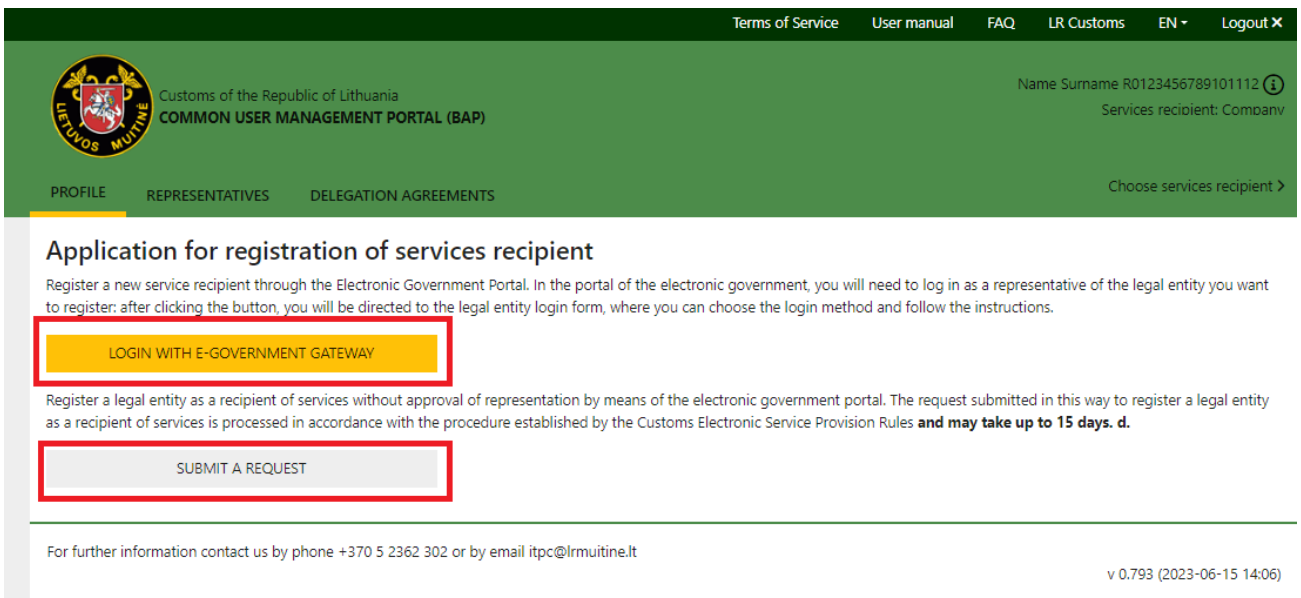 Terms of Service User manual FAQ LR Customs EN Logout ×
Name Surname R0123456789101112
Services recipient: Company
LIETUVOS MUITINĖ
Customs of the Republic of Lithuania
COMMON USER MANAGEMENT PORTAL (BAP)
PROFILE REPRESENTATIVES DELEGATION AGREEMENTS
Choose services recipient >
Application for registration of services recipient
Register a new service recipient through the Electronic Government Portal. In the portal of the electronic government, you will need to log in as a representative of the legal entity you want
to register: after clicking the button, you will be directed to the legal entity login form, where you can choose the login method and follow the instructions.
LOGIN WITH E-GOVERNMENT GATEWAY
Register a legal entity as a recipient of services without approval of representation by means of the electronic government portal. The request submitted in this way to register a legal entity
as a recipient of services is processed in accordance with the procedure established by the Customs Electronic Service Provision Rules and may take up to 15 days. d.
SUBMIT A REQUEST
For further information contact us by phone +370 5 2362 302 or by email itpc@lrmuitine.lt
v 0.793 (2023-06-15 14:06)